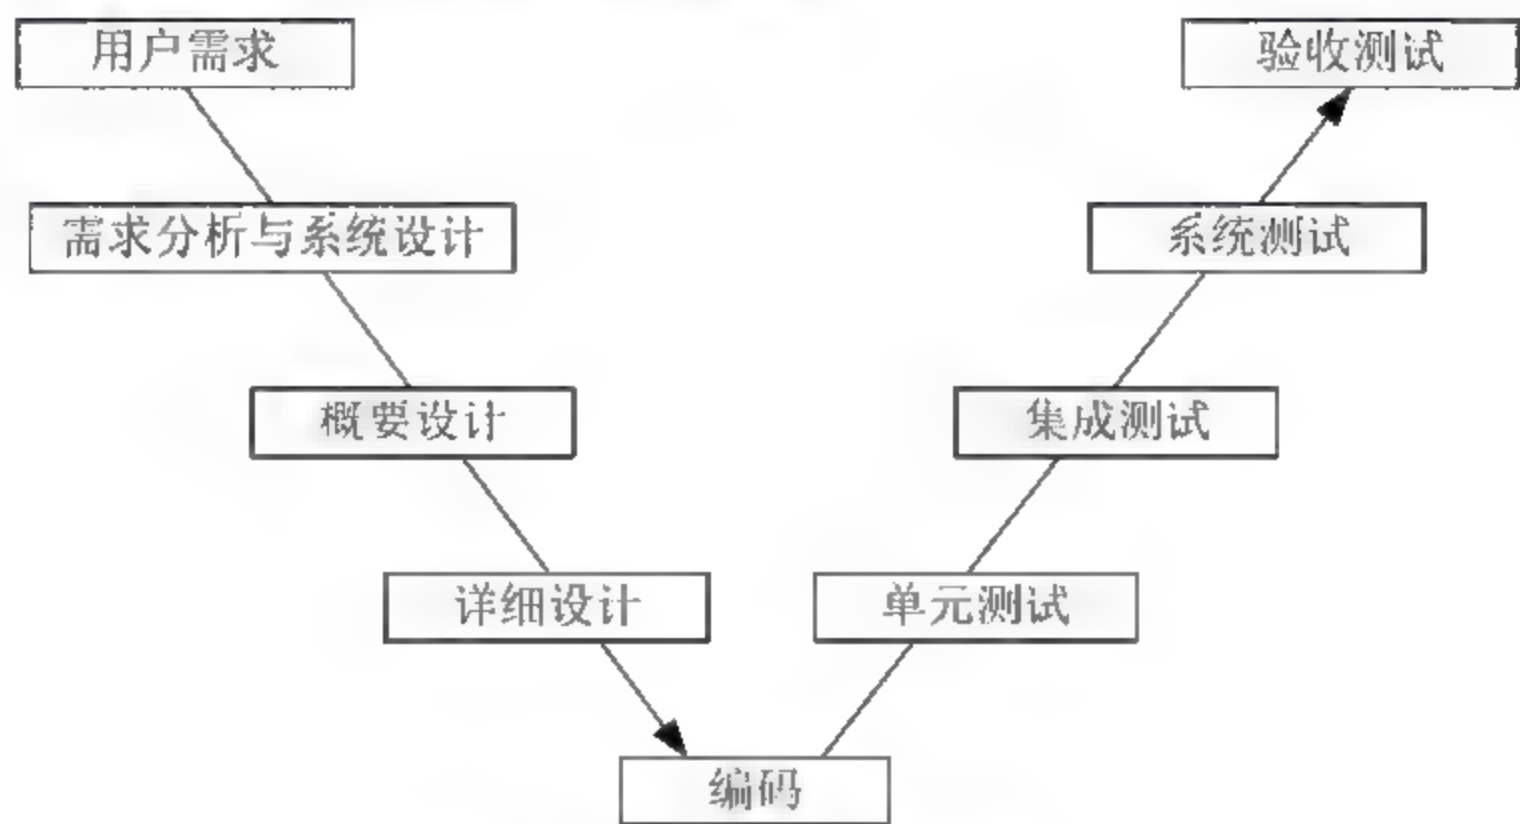 用户需求
验收测试
需求分析与系统设计
系统测试
概要设计
集成测试
详细设计
单元测试
编码